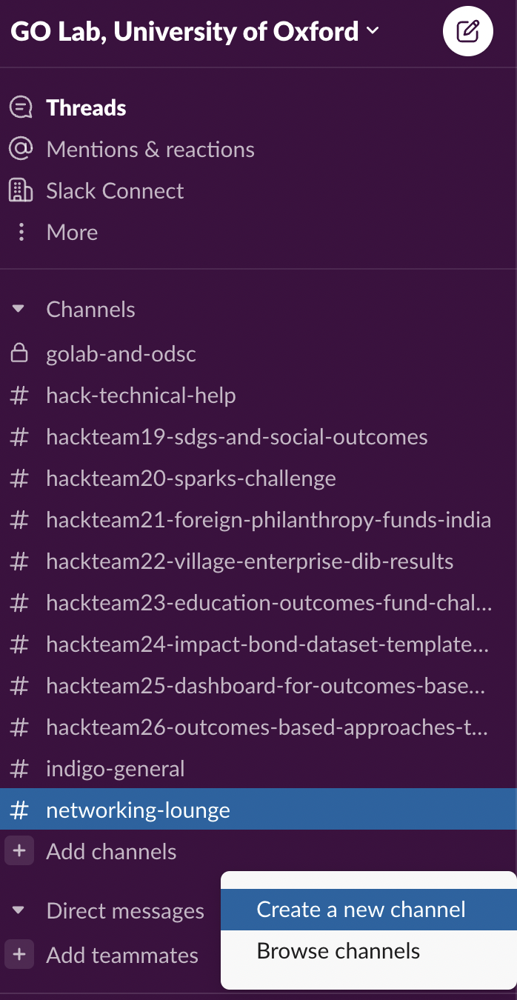 GO Lab, University of Oxford
Threads
Mentions & reactions
Slack Connect
More
Channels
golab-and-odsc
# hack-technical-help
# hackteam19-sdgs-and-social-outcomes
# hackteam20-sparks-challenge
# hackteam21-foreign-philanthropy-funds-india
# hackteam22-village-enterprise-dib-results
# hackteam23-education-outcomes-fund-chal...
# hackteam24-impact-bond-dataset-template...
# hackteam25-dashboard-for-outcomes-base...
# hackteam26-outcomes-based-approaches-t...
# indigo-general
# networking-lounge
+ Add channels
Direct messages
+ Add teammates
Create a new channel
Browse channels